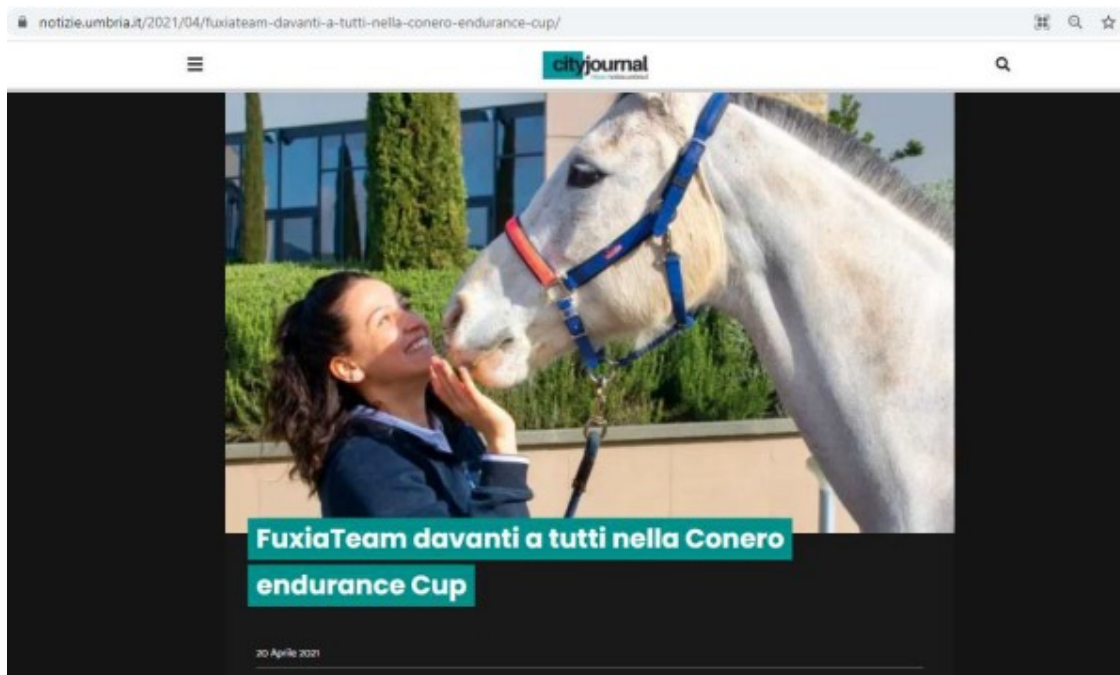 notizie.umbria.it/2021/04/fuxiateam-davanti-a-tutti-nella-conero-endurance-cup/
cityjournal
FuxiaTeam davanti a tutti nella Conero
endurance Cup
20 Aprile 2021